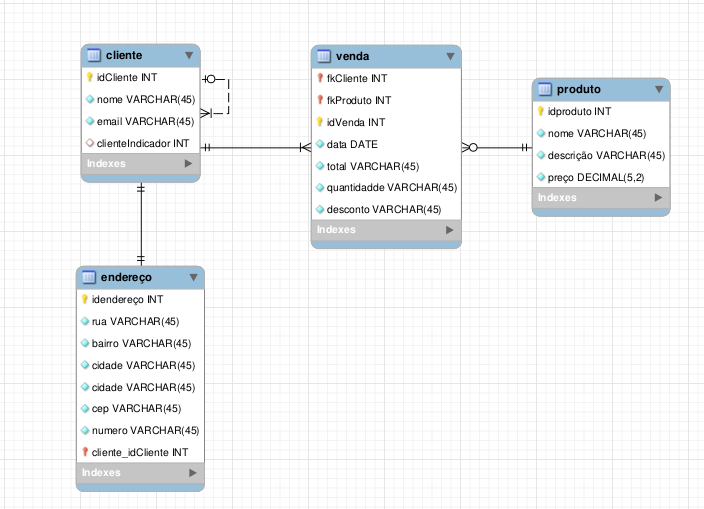 cliente
idCliente INT
nome VARCHAR(45)
email VARCHAR(45)
clienteIndicador INT
Indexes
venda
fkCliente INT
fkProduto INT
idVenda INT
data DATE
total VARCHAR(45)
quantidadde VARCHAR(45)
desconto VARCHAR(45)
Indexes
produto
idproduto INT
nome VARCHAR(45)
descrição VARCHAR(45)
preço DECIMAL(5,2)
Indexes
endereço
idendereço INT
rua VARCHAR(45)
bairro VARCHAR(45)
cidade VARCHAR(45)
cidade VARCHAR(45)
cep VARCHAR(45)
numero VARCHAR(45)
cliente_idCliente INT
Indexes